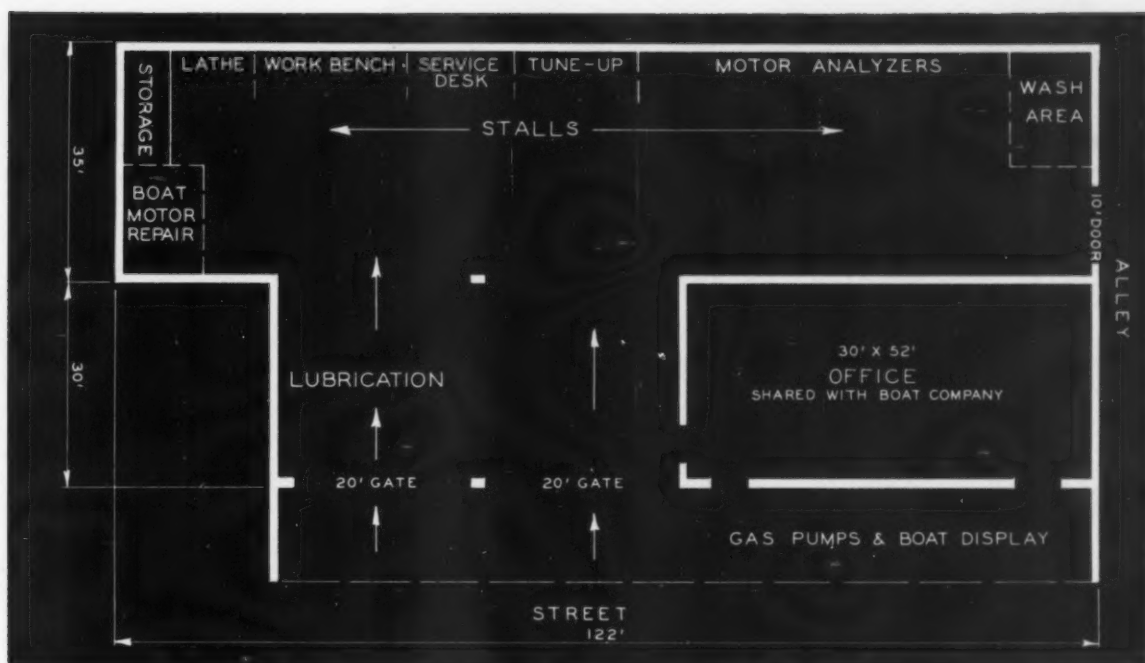 LATHE
WORK BENCH
SERVICE
DESK
TUNE-UP
MOTOR ANALYZERS
WASH
AREA
STORAGE
STALLS
35'
BOAT
MOTOR
REPAIR
10' DOOR
ALLEY
30'
LUBRICATION
30' X 52'
OFFICE
SHARED WITH BOAT COMPANY
20' GATE
20' GATE
GAS PUMPS & BOAT DISPLAY
STREET
122'